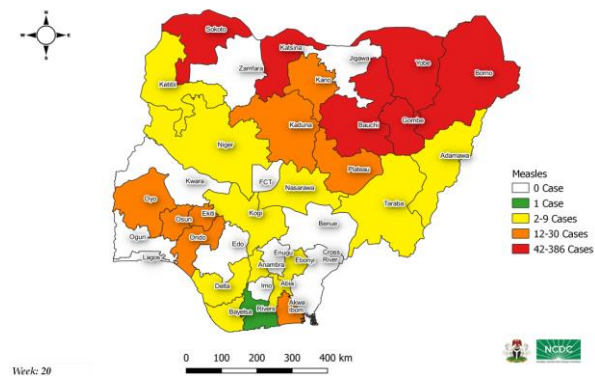 Sokoto
Katsina
Jigawa
Yobe
Borno
Zamfara
Kano
Kebbi
Bauchi
Gombe
Kaduna
Niger
Plateau
Adamawa
Kwara
FCT
Nasarawa
Taraba
Oyo
Ekiti
Kogi
Osun
Benue
Ogun
Ondo
Edo
Enugu
Cross
River
Lagos
Anambra
Ebonyi
Delta
Imo
Abia
Bayelsa
Rivers
Akwa
Ibom
Measles
0 Case
1 Case
2-9 Cases
12-30 Cases
42-386 Cases
Week: 20
0 100 200 300 400 km
NCDC